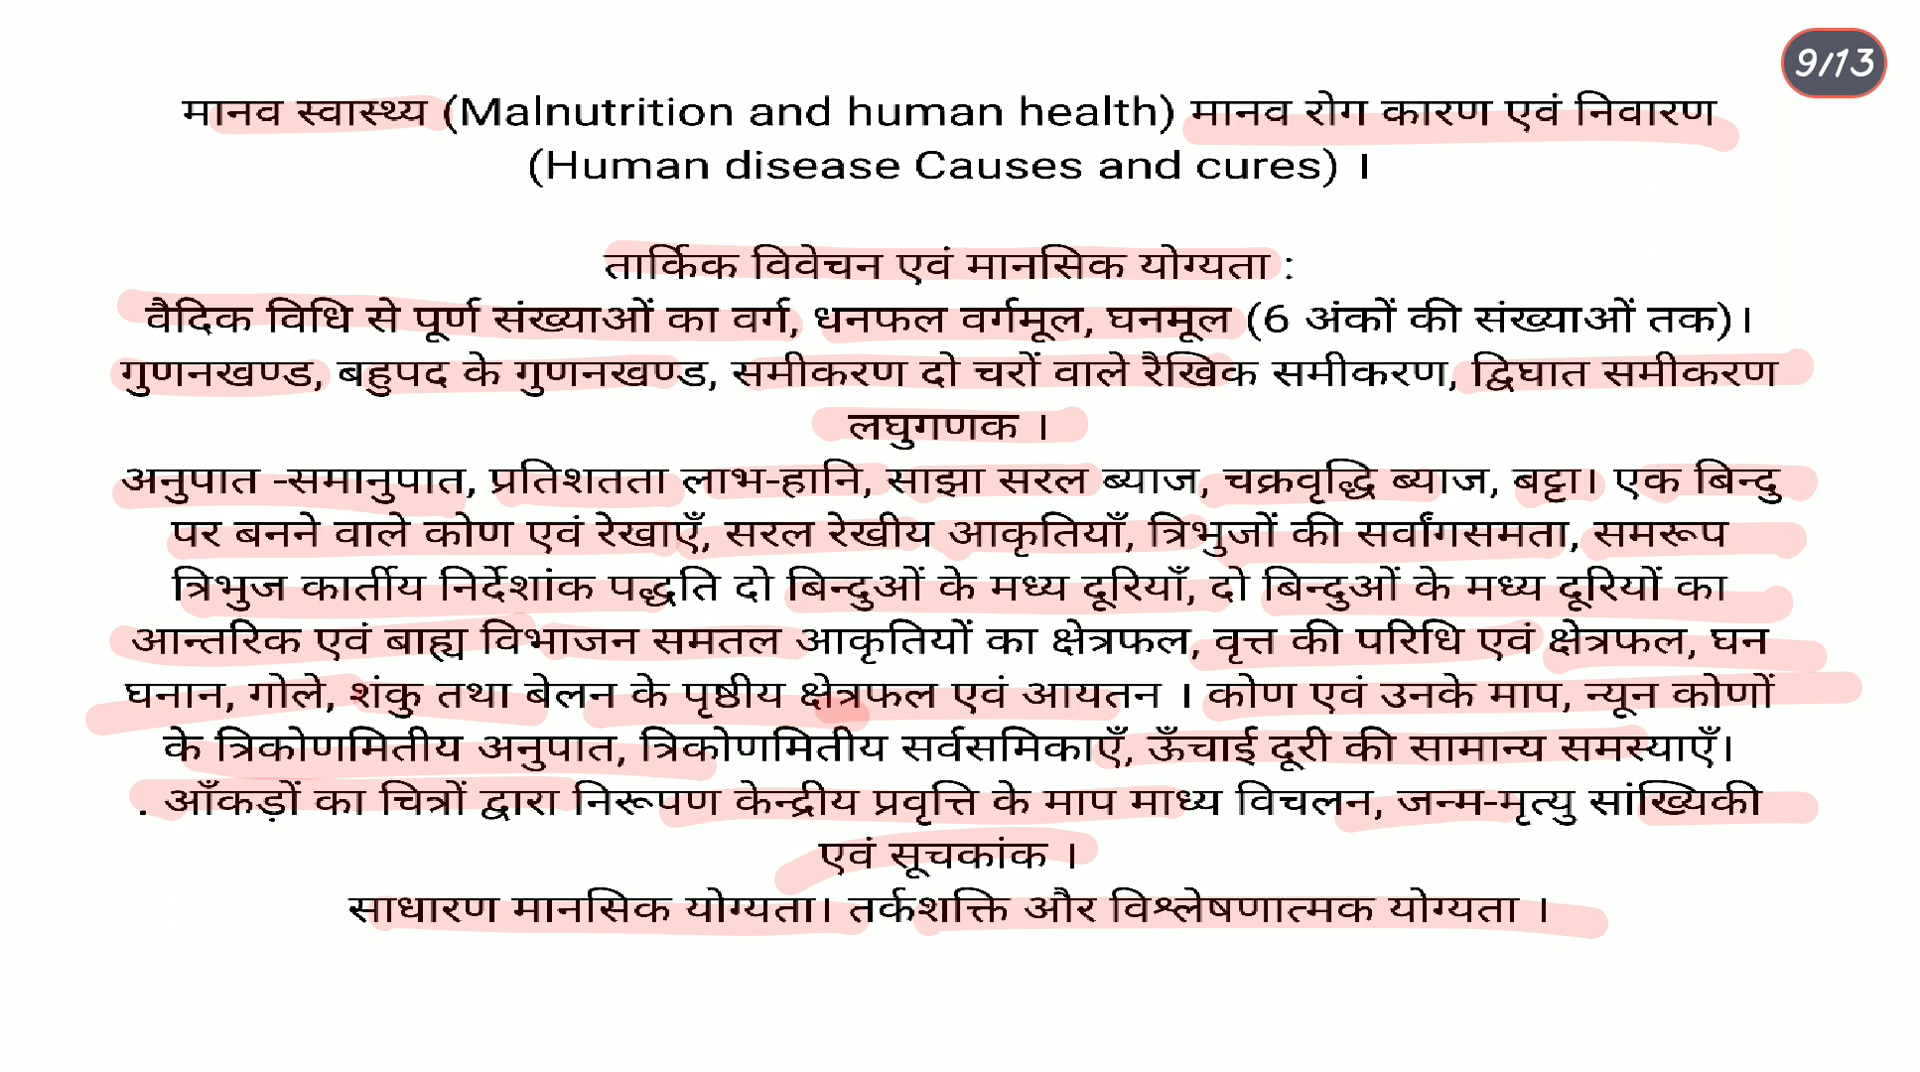 9/13
मानव स्वास्थ्य (Malnutrition and human health) मानव रोग कारण एवं निवारण
(Human disease Causes and cures) ।
तार्किक विवेचन एवं मानसिक योग्यता :
वैदिक विधि से पूर्ण संख्याओं का वर्ग, धनफल वर्गमूल, घनमूल (6 अंकों की संख्याओं तक)।
गुणनखण्ड, बहुपद के गुणनखण्ड, समीकरण दो चरों वाले रैखिक समीकरण, द्विघात समीकरण
लघुगणक ।
अनुपात -समानुपात, प्रतिशतता लाभ-हानि, साझा सरल ब्याज, चक्रवृद्धि ब्याज, बट्टा। एक बिन्दु
पर बनने वाले कोण एवं रेखाएँ, सरल रेखीय आकृतियाँ, त्रिभुजों की सर्वांगसमता, समरूप
त्रिभुज कार्तीय निर्देशांक पद्धति दो बिन्दुओं के मध्य दूरियाँ, दो बिन्दुओं के मध्य दूरियों का
आन्तरिक एवं बाह्य विभाजन समतल आकृतियों का क्षेत्रफल, वृत्त की परिधि एवं क्षेत्रफल, घन
घनान, गोले, शंकु तथा बेलन के पृष्ठीय क्षेत्रफल एवं आयतन । कोण एवं उनके माप, न्यून कोणों
के त्रिकोणमितीय अनुपात, त्रिकोणमितीय सर्वसमिकाएँ, ऊँचाई दूरी की सामान्य समस्याएँ।
. आँकड़ों का चित्रों द्वारा निरूपण केन्द्रीय प्रवृत्ति के माप माध्य विचलन, जन्म-मृत्यु सांख्यिकी
एवं सूचकांक ।
साधारण मानसिक योग्यता। तर्कशक्ति और विश्लेषणात्मक योग्यता ।